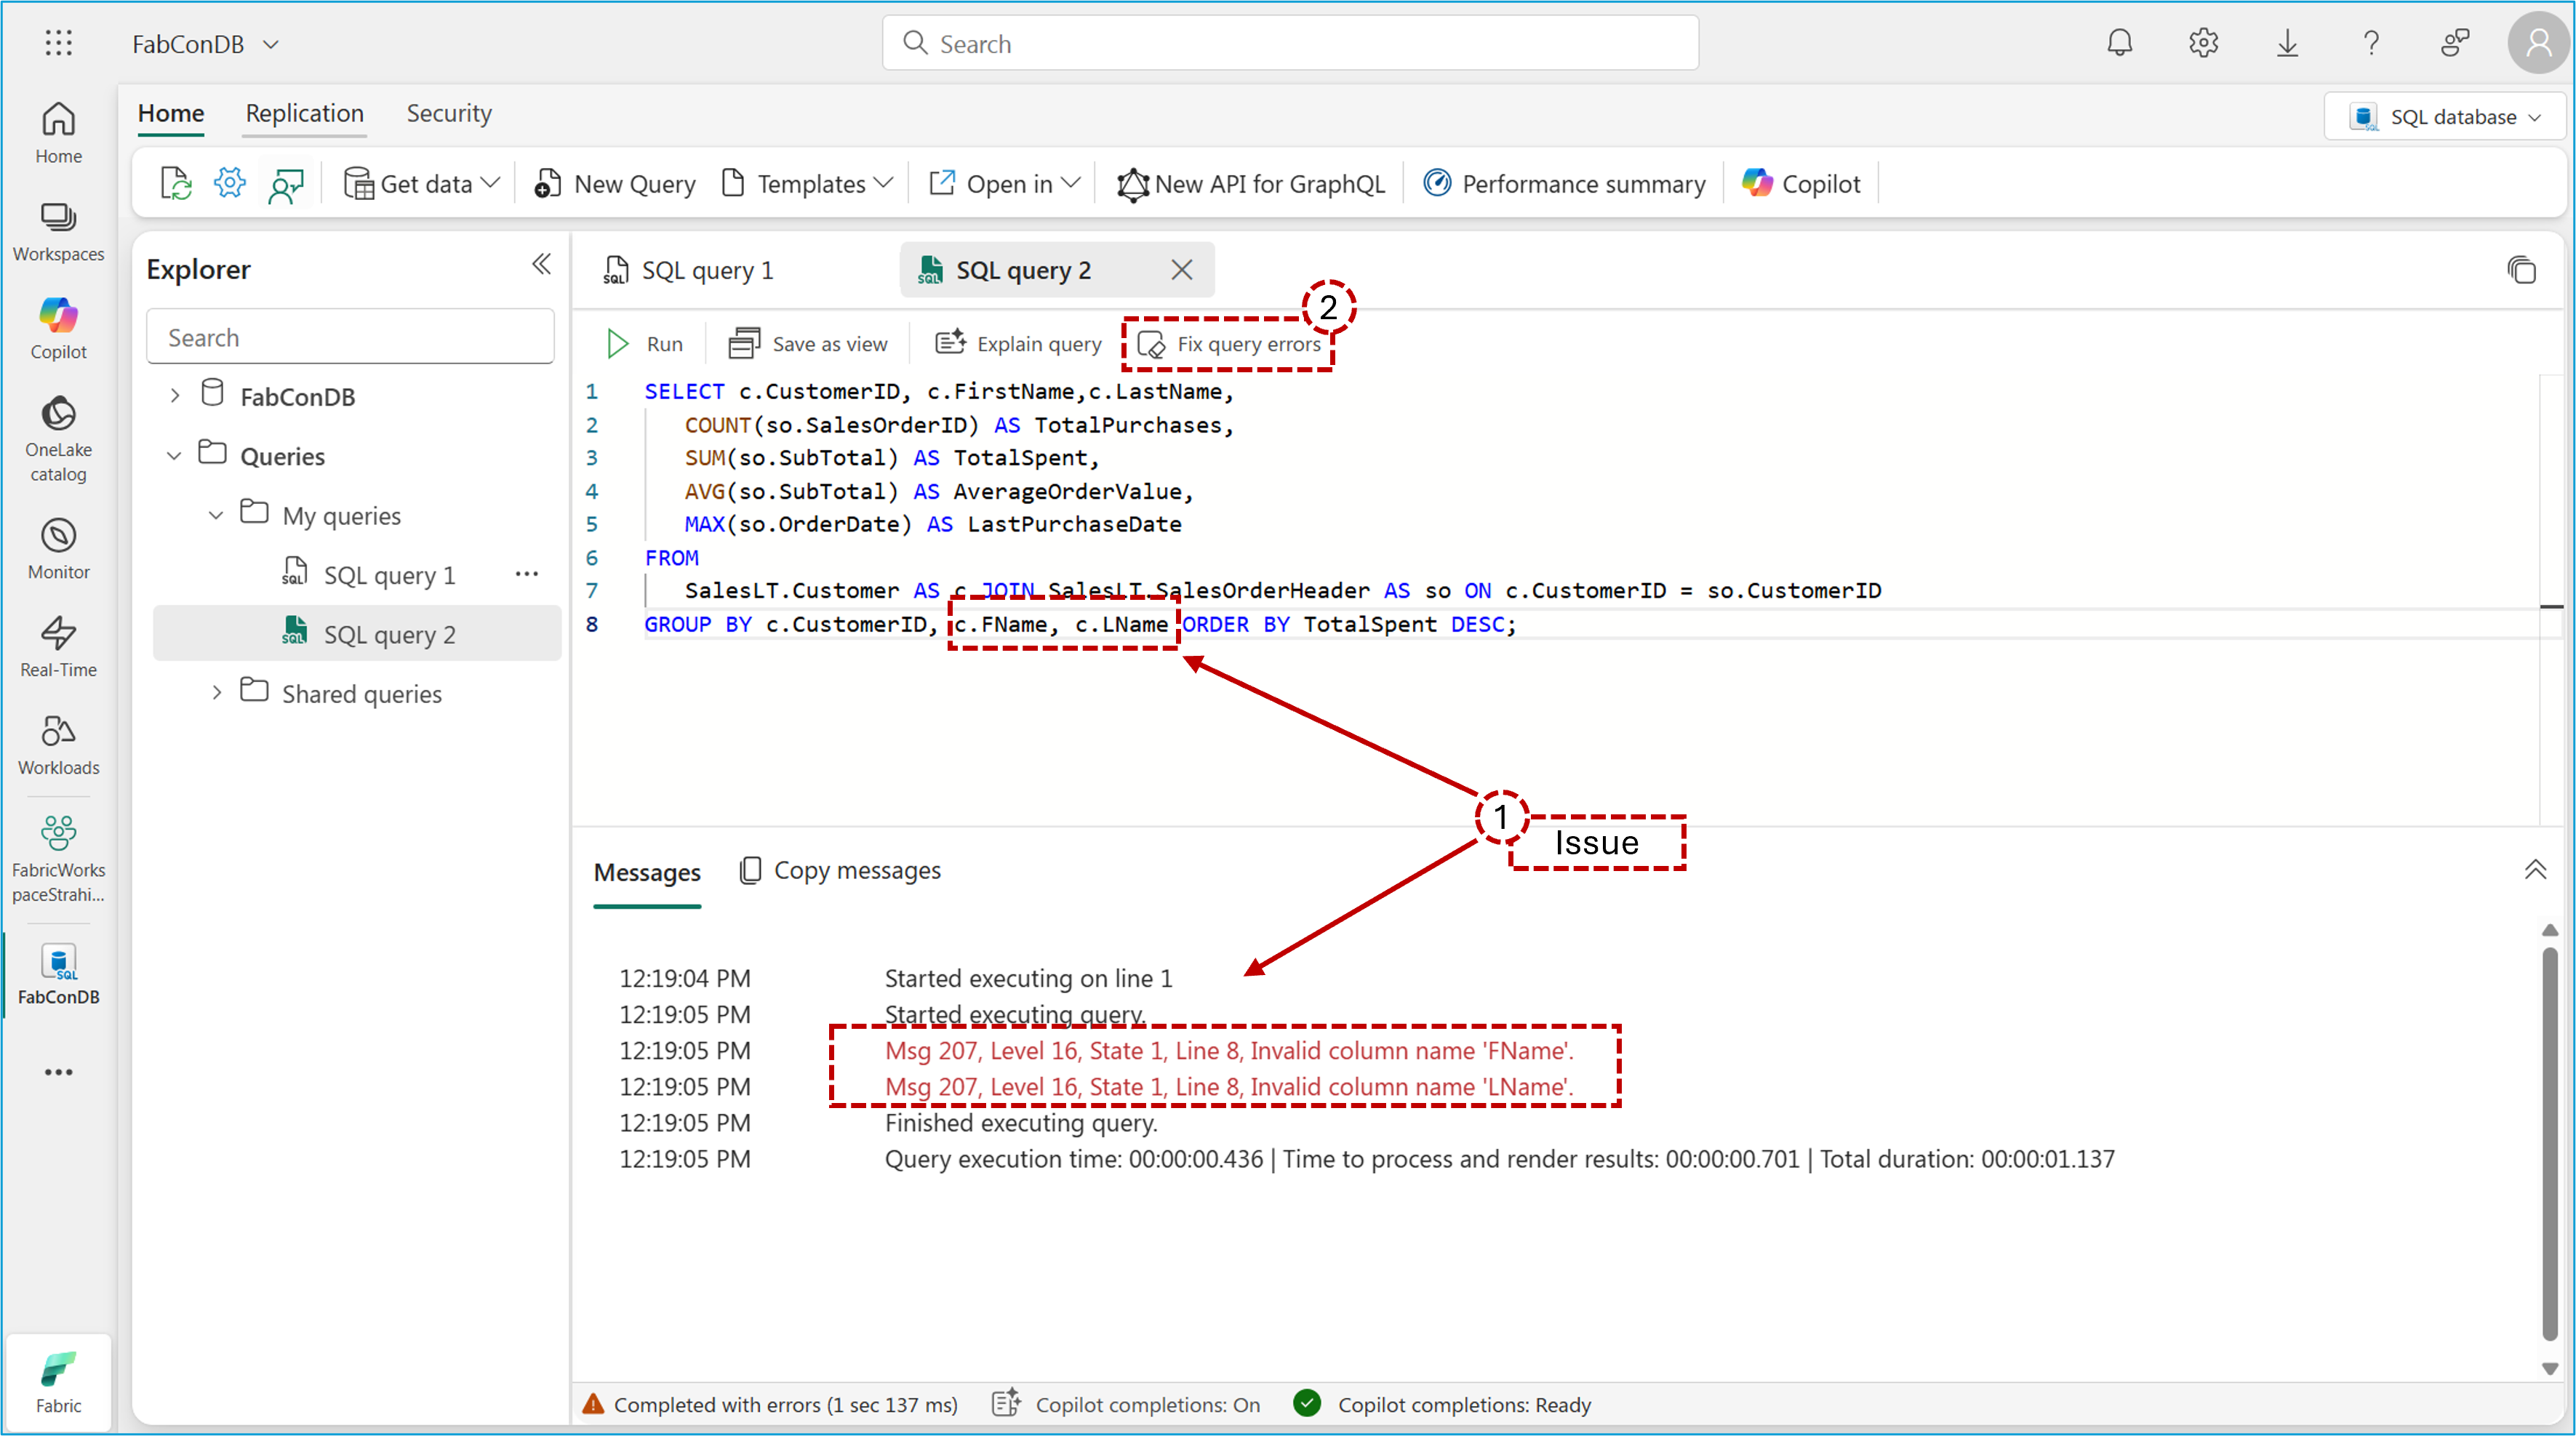 FabConDB
Search
Home Replication Security
SQL database
Get data
New Query
Templates
Open in
New API for GraphQL
Performance summary
Copilot
Home
Workspaces
Copilot
OneLake
catalog
Monitor
Real-Time
Workloads
FabricWorks
paceStrahi...
FabConDB
Fabric
Explorer
Search
FabConDB
Queries
My queries
SQL query 1
SQL query 2
Shared queries
SQL query 1
SQL query 2
2
Run
Save as view
Explain query
Fix query errors
1 SELECT c.CustomerID, c.FirstName,c.LastName,
2 COUNT(so.SalesOrderID) AS TotalPurchases,
3 SUM(so.SubTotal) AS TotalSpent,
4 AVG(so.SubTotal) AS AverageOrderValue,
5 MAX(so.OrderDate) AS LastPurchaseDate
6 FROM
7 SalesLT.Customer AS c JOIN SalesLT.SalesOrderHeader AS so ON c.CustomerID = so.CustomerID
8 GROUP BY c.CustomerID, c.FName, c.LName ORDER BY TotalSpent DESC;
1
Issue
Messages
Copy messages
12:19:04 PM Started executing on line 1
12:19:05 PM Started executing query.
12:19:05 PM Msg 207, Level 16, State 1, Line 8, Invalid column name 'FName'.
12:19:05 PM Msg 207, Level 16, State 1, Line 8, Invalid column name 'LName'.
12:19:05 PM Finished executing query.
12:19:05 PM Query execution time: 00:00:00.436 | Time to process and render results: 00:00:00.701 | Total duration: 00:00:01.137
Completed with errors (1 sec 137 ms)
Copilot completions: On
Copilot completions: Ready